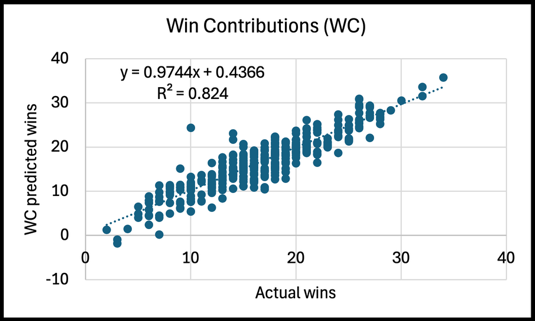 Win Contributions (WC)
y = 0.9744x + 0.4366
R² = 0.824
40
30
20
10
0
-10
WC predicted wins
0 10 20 30 40
Actual wins